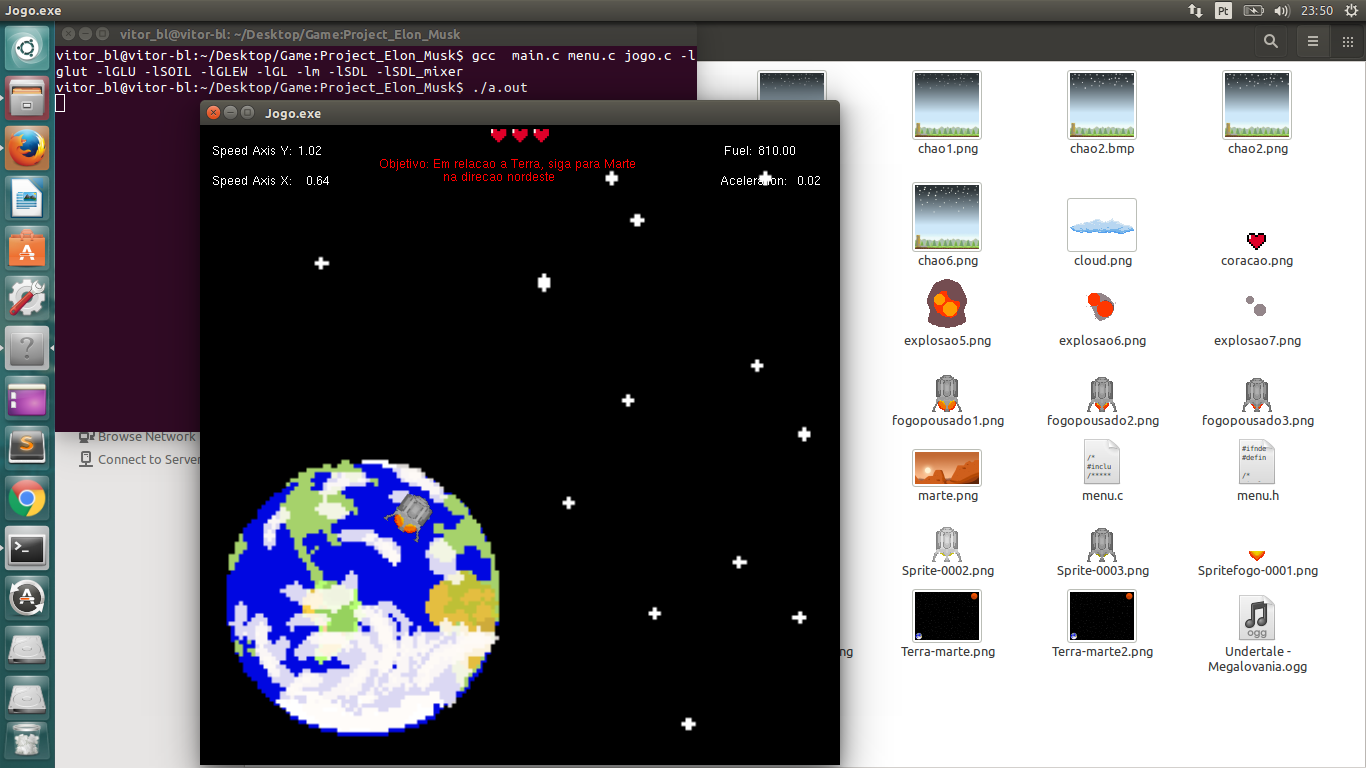 Jogo.exe
Pt
23:50
vitor_bl@vitor-bl: ~/Desktop/Game:Project_Elon_Musk
vitor_bl@vitor-bl:~/Desktop/Game:Project_Elon_Musk$ gcc  main.c menu.c jogo.c -l
glut -lGLU -lSOIL -lGLEW -lGL -lm -lSDL -lSDL_mixer
vitor_bl@vitor-bl:~/Desktop/Game:Project_Elon_Musk$ ./a.out
Jogo.exe
Speed Axis Y: 1.02
Fuel: 810.00
Objetivo: Em relacao a Terra, siga para Marte
na direcao nordeste
Speed Axis X: 0.64
Aceleration: 0.02
Browse Network
Connect to Server
chao1.png
chao2.bmp
chao2.png
chao6.png
cloud.png
coracao.png
explosao5.png
explosao6.png
explosao7.png
fogopousado1.png
fogopousado2.png
fogopousado3.png
/*
#inclu
/*****
#ifnde
#defin
/*
marte.png
menu.c
menu.h
Sprite-0002.png
Sprite-0003.png
Spritefogo-0001.png
ogg
ng
Terra-marte.png
Terra-marte2.png
Undertale -
Megalovania.ogg